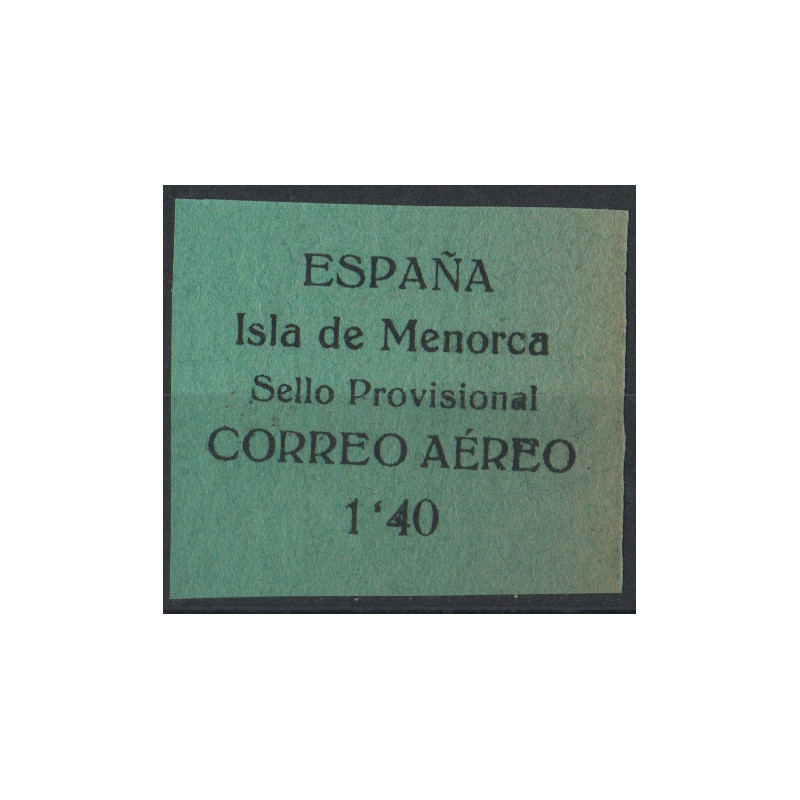 ESPAÑA
Isla de Menorca
Sello Provisional
CORREO AÉREO
1'40